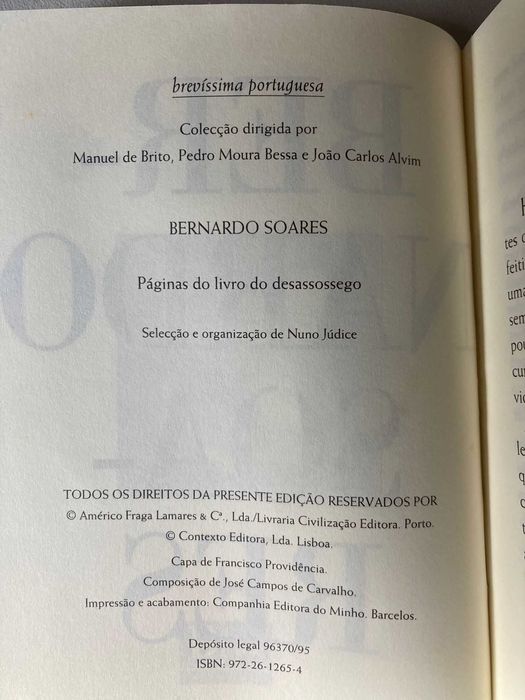 brevíssima portuguesa
Colecção dirigida por
Manuel de Brito, Pedro Moura Bessa e João Carlos Alvim
BERNARDO SOARES
Páginas do livro do desassossego
Selecção e organização de Nuno Júdice
TODOS OS DIREITOS DA PRESENTE EDIÇÃO RESERVADOS POR
© Américo Fraga Lamares & Cª., Lda./Livraria Civilização Editora. Porto.
© Contexto Editora, Lda. Lisboa.
Capa de Francisco Providência.
Composição de José Campos de Carvalho.
Impressão e acabamento: Companhia Editora do Minho. Barcelos.
Depósito legal 96370/95
ISBN: 972-26-1265-4